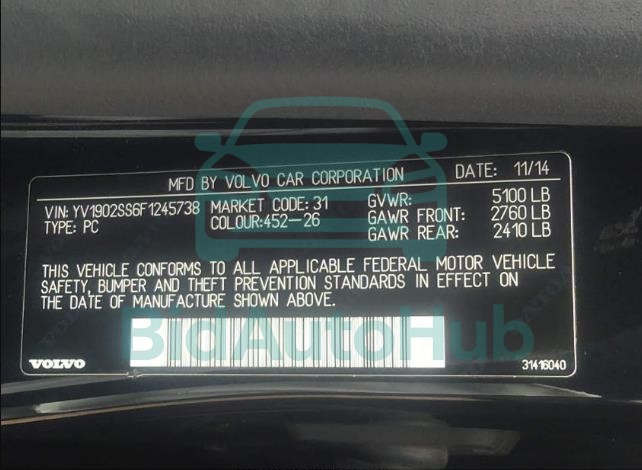 MFD BY VOLVO CAR CORPORATION DATE: 11/14
VIN: YV1902SS6F1245738 MARKET CODE: 31 GVWR: 5100 LB
TYPE: PC COLOUR:452-26 GAWR FRONT: 2760 LB
GAWR REAR: 2410 LB
THIS VEHICLE CONFORMS TO ALL APPLICABLE FEDERAL MOTOR VEHICLE
SAFETY, BUMPER AND THEFT PREVENTION STANDARDS IN EFFECT ON
THE DATE OF MANUFACTURE SHOWN ABOVE.
BidAutoHub
VOLVO 31416040